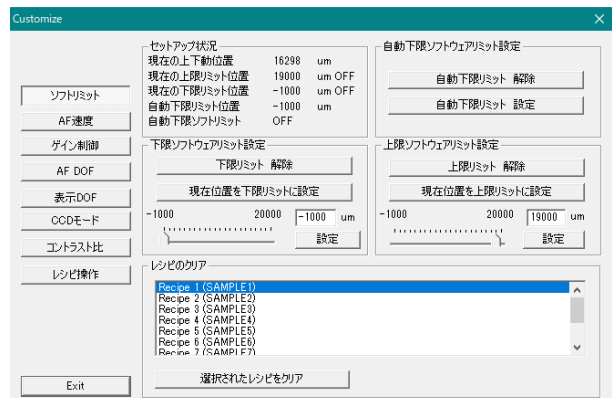 Customize
ソフトリミット
AF速度
ゲイン制御
AF DOF
表示DOF
CCDモード
コントラスト比
レシピ操作
Exit
セットアップ状況
現在の上下動位置 16298 um
現在の上限リミット位置 19000 um OFF
現在の下限リミット位置 -1000 um OFF
自動下限リミット位置 -1000 um
自動下限ソフトリミット OFF
自動下限ソフトウェアリミット設定
自動下限リミット 解除
自動下限リミット 設定
下限ソフトウェアリミット設定
下限リミット 解除
現在位置を下限リミットに設定
-1000 20000 -1000 um
設定
上限ソフトウェアリミット設定
上限リミット 解除
現在位置を上限リミットに設定
-1000 20000 19000 um
設定
レシピのクリア
Recipe 1 (SAMPLE1)
Recipe 2 (SAMPLE2)
Recipe 3 (SAMPLE3)
Recipe 4 (SAMPLE4)
Recipe 5 (SAMPLE5)
Recipe 6 (SAMPLE6)
Recipe 7 (SAMPLE7)
選択されたレシピをクリア